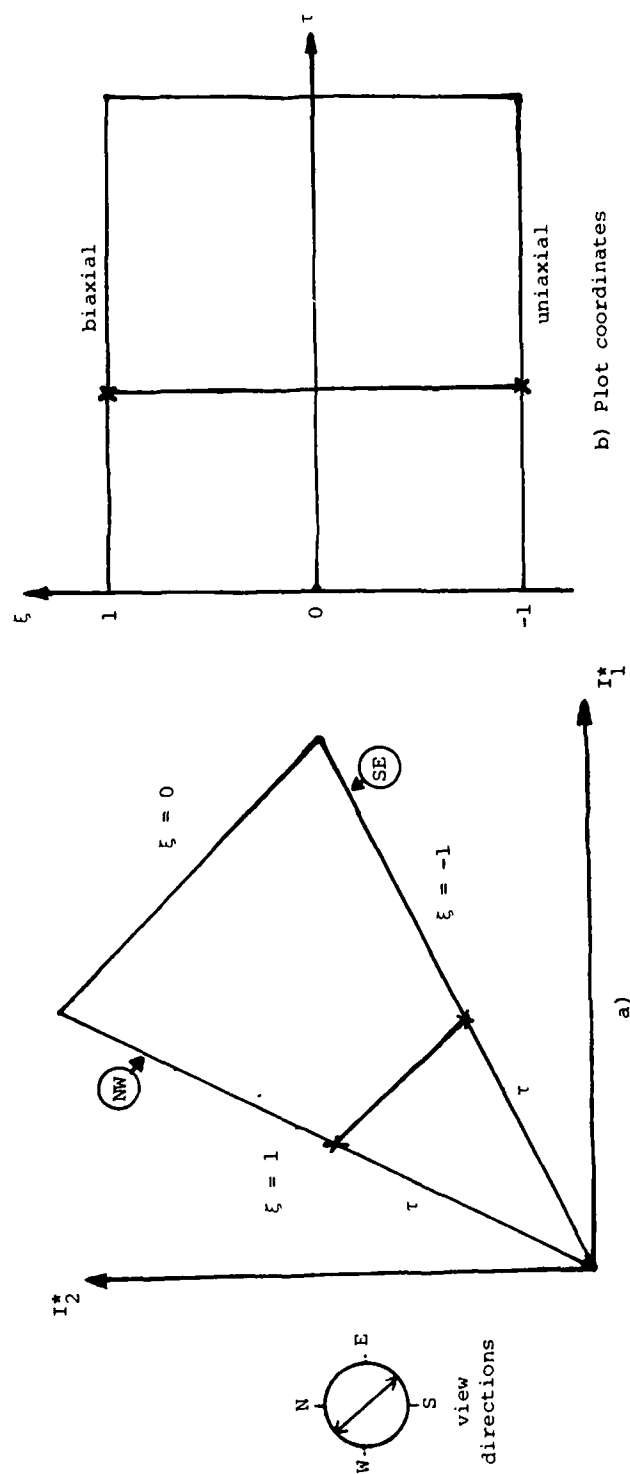 N
W
E
S
view
directions
I*2
NW
ξ = 1
τ
ξ = 0
SE
ξ = -1
τ
I*1
a)
ξ
1
0
-1
biaxial
uniaxial
τ
b) Plot coordinates